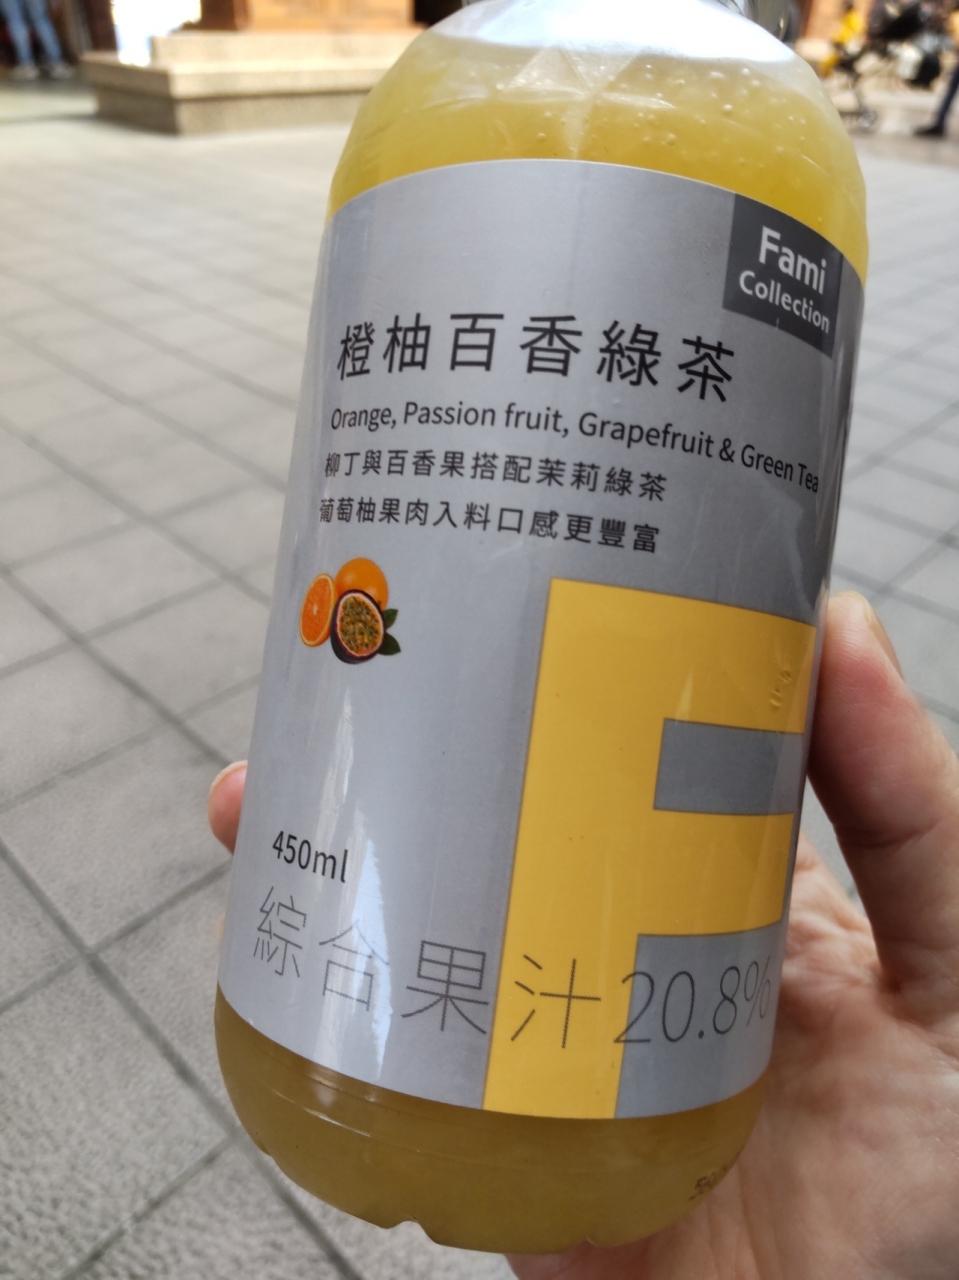 Fami
Collection
橙柚百香綠茶
Orange, Passion fruit, Grapefruit & Green Tea
柳丁與百香果搭配茉莉綠茶
葡萄柚果肉入料口感更豐富
450ml
綜合果汁20.8%